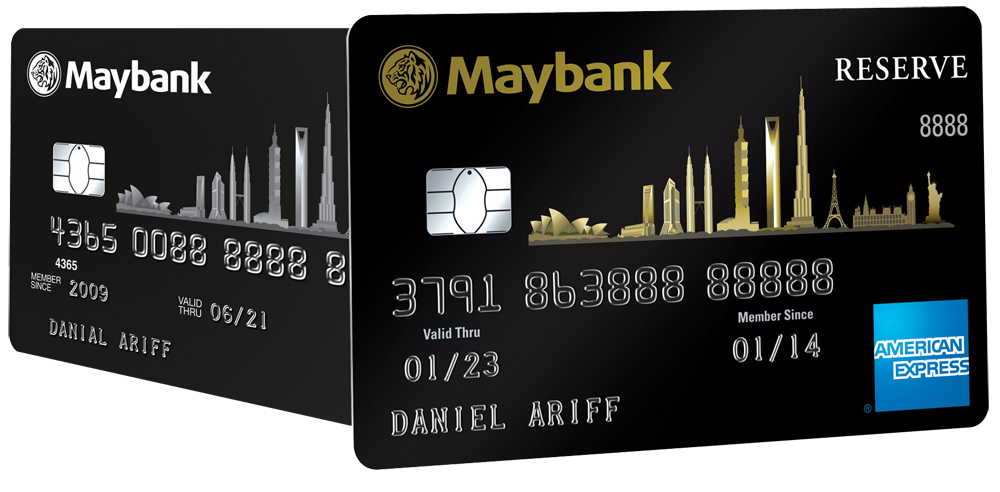 Maybank
4365 0088 8888 8
4365
MEMBER
SINCE 2009
VALID
THRU 06/21
DANIAL ARIFF
Maybank
RESERVE
8888
3791 863888 88888
Valid Thru
01/23
Member Since
01/14
AMERICAN
EXPRESS
®
DANIEL ARIFF